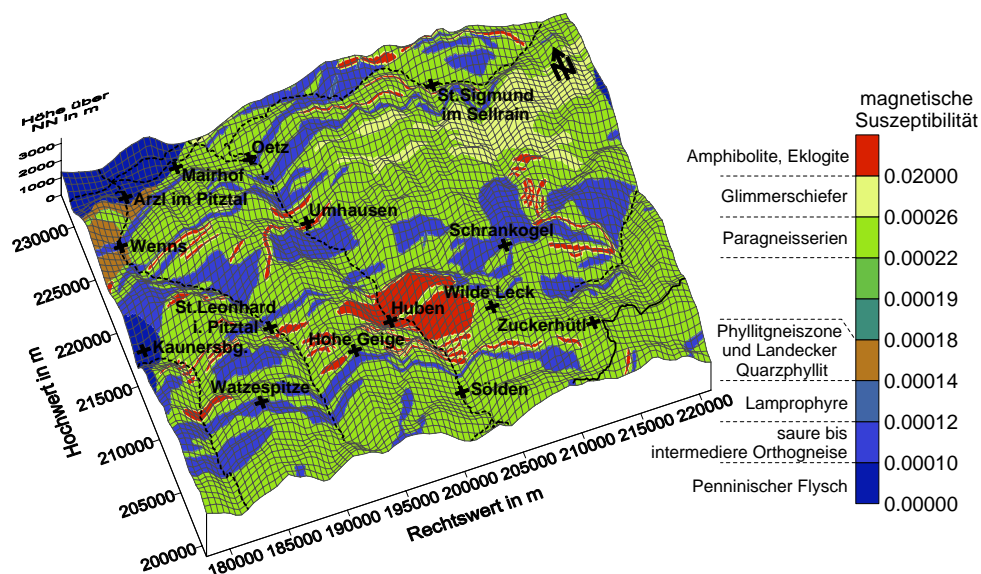 Höhe über
NN in m
3000
2000
1000
0
230000
225000
220000
215000
210000
205000
200000
Hochwert in m
180000
185000
190000
195000
200000
205000
210000
215000
220000
Rechtswert in m
N
St.Sigmund
im Sellrain
Oetz
Mairhof
Arzl im Pitztal
Umhausen
Wenns
Schrankogel
St.Leonhard
i. Pitztal
Wilde Leck
Huben
Zuckerhütl
Kaunersbg.
Hohe Geige
Watzespitze
Sölden
magnetische
Suszeptibilität
Amphibolite, Eklogite
0.02000
Glimmerschiefer
0.00026
Paragneisserien
0.00022
0.00019
0.00018
Phyllitgneiszone
und Landecker
Quarzphyllit
0.00014
Lamprophyre
0.00012
saure bis
intermediere Orthogneise
0.00010
Penninischer Flysch
0.00000